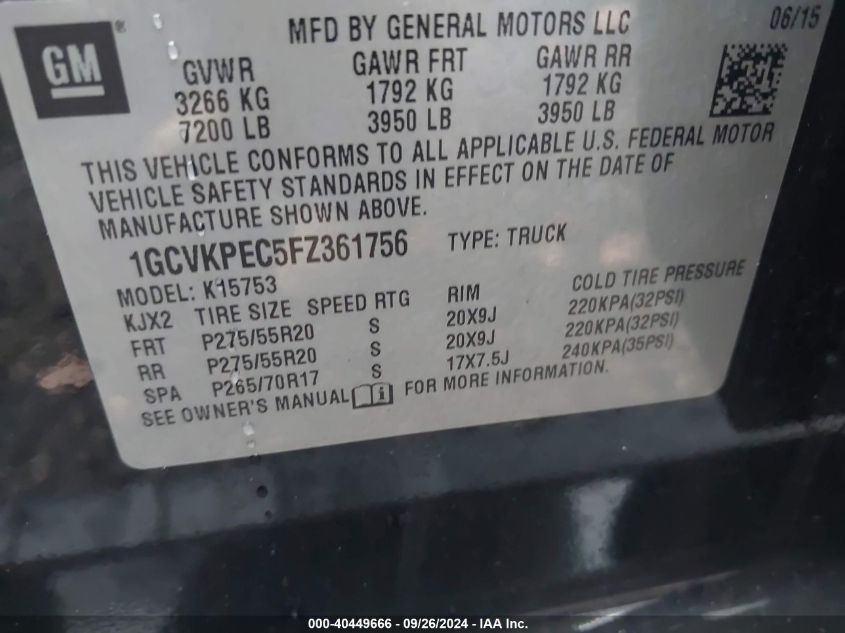 GM ®
MFD BY GENERAL MOTORS LLC 06/15
GVWR GAWR FRT GAWR RR
3266 KG 1792 KG 1792 KG
7200 LB 3950 LB 3950 LB
THIS VEHICLE CONFORMS TO ALL APPLICABLE U.S. FEDERAL MOTOR
VEHICLE SAFETY STANDARDS IN EFFECT ON THE DATE OF
MANUFACTURE SHOWN ABOVE.
1GCVKPEC5FZ361756 TYPE: TRUCK
MODEL: K15753
KJX2 TIRE SIZE SPEED RTG RIM COLD TIRE PRESSURE
FRT P275/55R20 S 20X9J 220KPA(32PSI)
RR P275/55R20 S 20X9J 220KPA(32PSI)
SPA P265/70R17 S 17X7.5J 240KPA(35PSI)
SEE OWNER'S MANUAL FOR MORE INFORMATION.
000-40449666 - 09/26/2024 - IAA Inc.